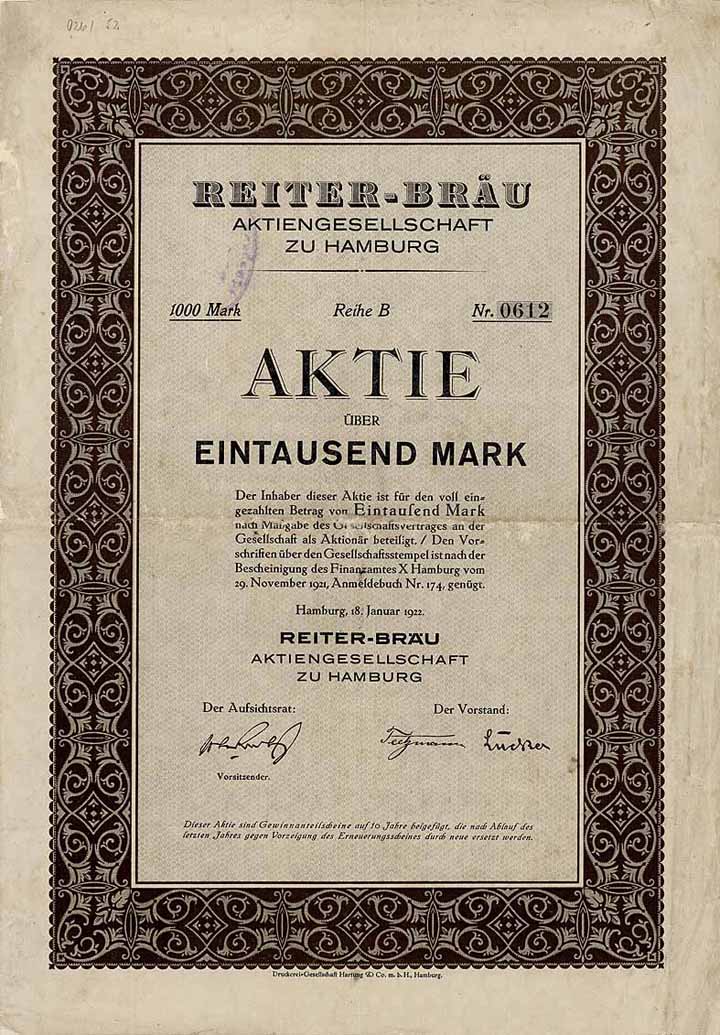 REITER-BRÄU
AKTIENGESELLSCHAFT
ZU HAMBURG
1000 Mark Reihe B Nr. 0612
AKTIE
ÜBER
EINTAUSEND MARK
Der Inhaber dieser Aktie ist für den voll ein-
gezahlten Betrag von Eintausend Mark
nach Maßgabe des Gesellschaftsvertrages an der
Gesellschaft als Aktionär beteiligt. / Den Vor-
schriften über den Gesellschaftsstempel ist nach der
Bescheinigung des Finanzamtes X Hamburg vom
29. November 1921, Anmeldebuch Nr. 174, genügt.
Hamburg, 18. Januar 1922.
REITER-BRÄU
AKTIENGESELLSCHAFT
ZU HAMBURG
Der Aufsichtsrat: Der Vorstand:
Lüdker
Vorsitzender.
Dieser Aktie sind Gewinnanteilscheine auf 10 Jahre beigefügt, die nach Ablauf des
letzten Jahres gegen Vorzeigung des Erneuerungsscheines durch neue ersetzt werden.
Druckerei-Gesellschaft Hartung & Co. m. b. H., Hamburg.